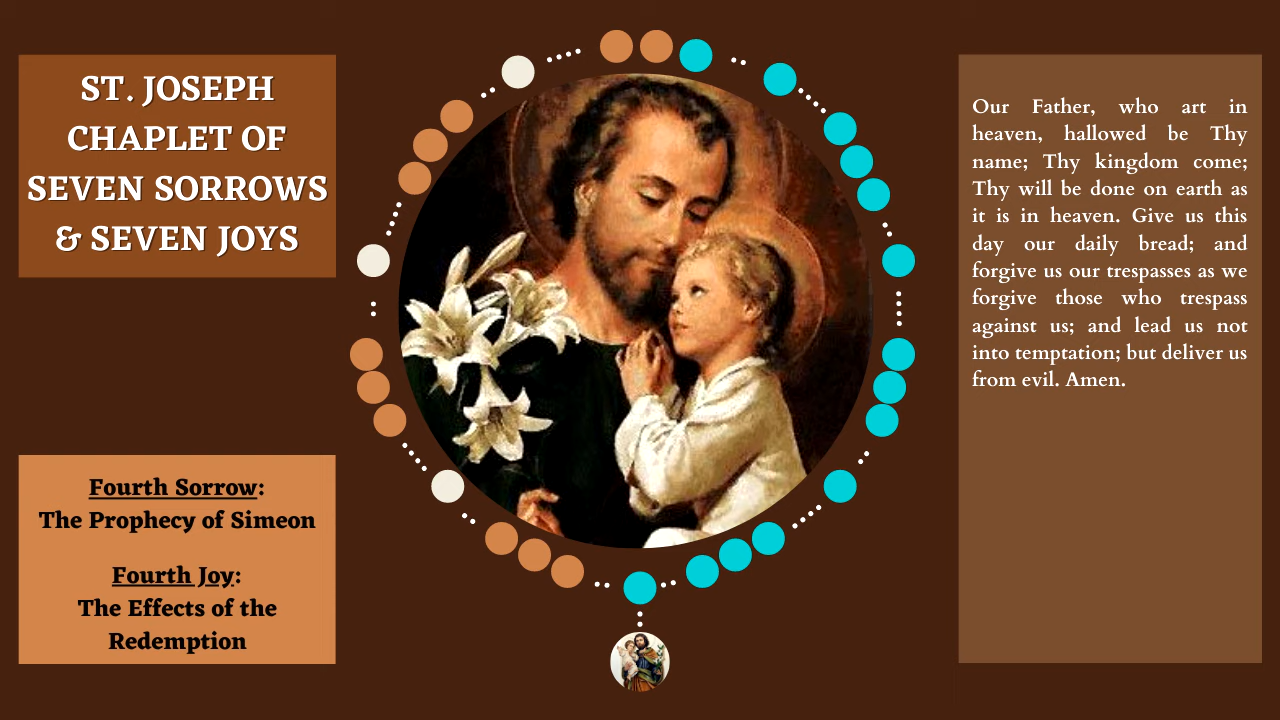 ST. JOSEPH
CHAPLET OF
SEVEN SORROWS
& SEVEN JOYS
Fourth Sorrow:
The Prophecy of Simeon
Fourth Joy:
The Effects of the
Redemption
Our Father, who art in
heaven, hallowed be Thy
name; Thy kingdom come;
Thy will be done on earth as
it is in heaven. Give us this
day our daily bread; and
forgive us our trespasses as we
forgive those who trespass
against us; and lead us not
into temptation; but deliver us
from evil. Amen.